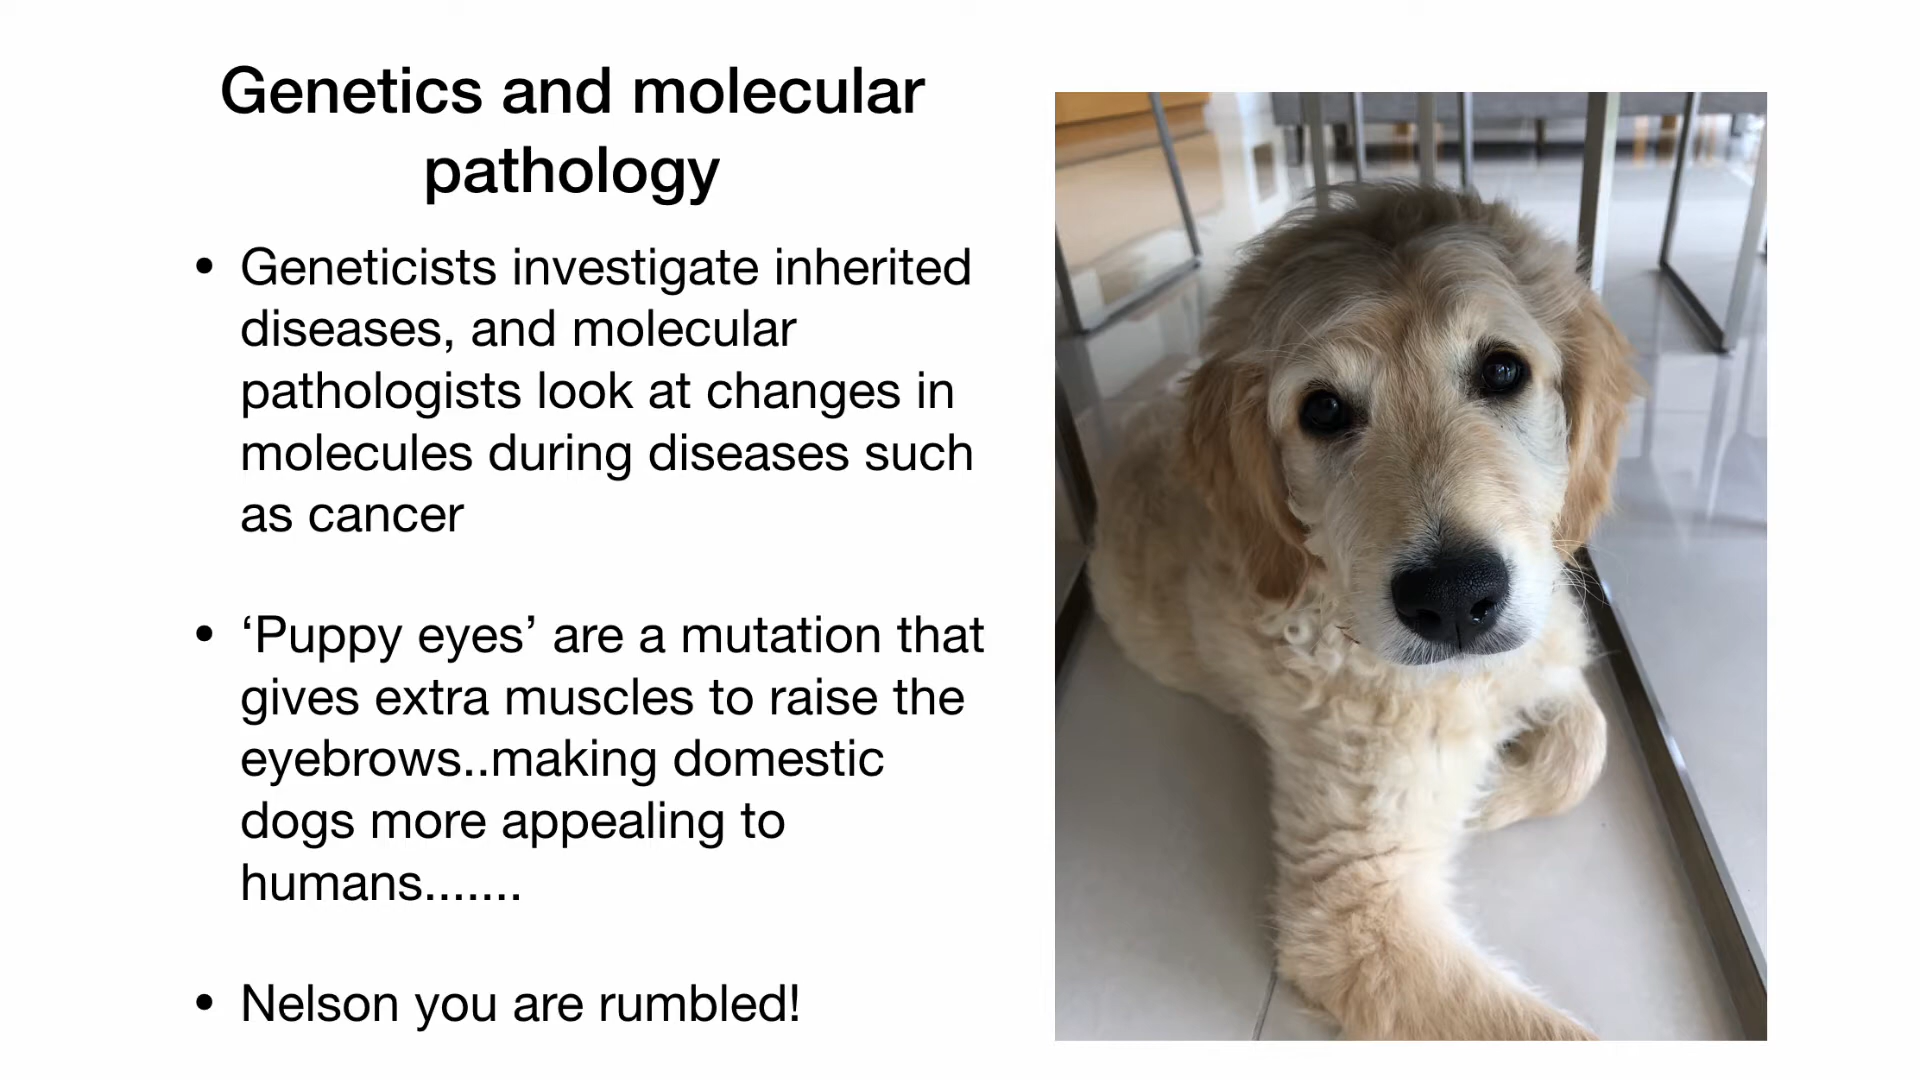 Genetics and molecular
pathology
• Geneticists investigate inherited
diseases, and molecular
pathologists look at changes in
molecules during diseases such
as cancer
• ‘Puppy eyes’ are a mutation that
gives extra muscles to raise the
eyebrows..making domestic
dogs more appealing to
humans.......
• Nelson you are rumbled!